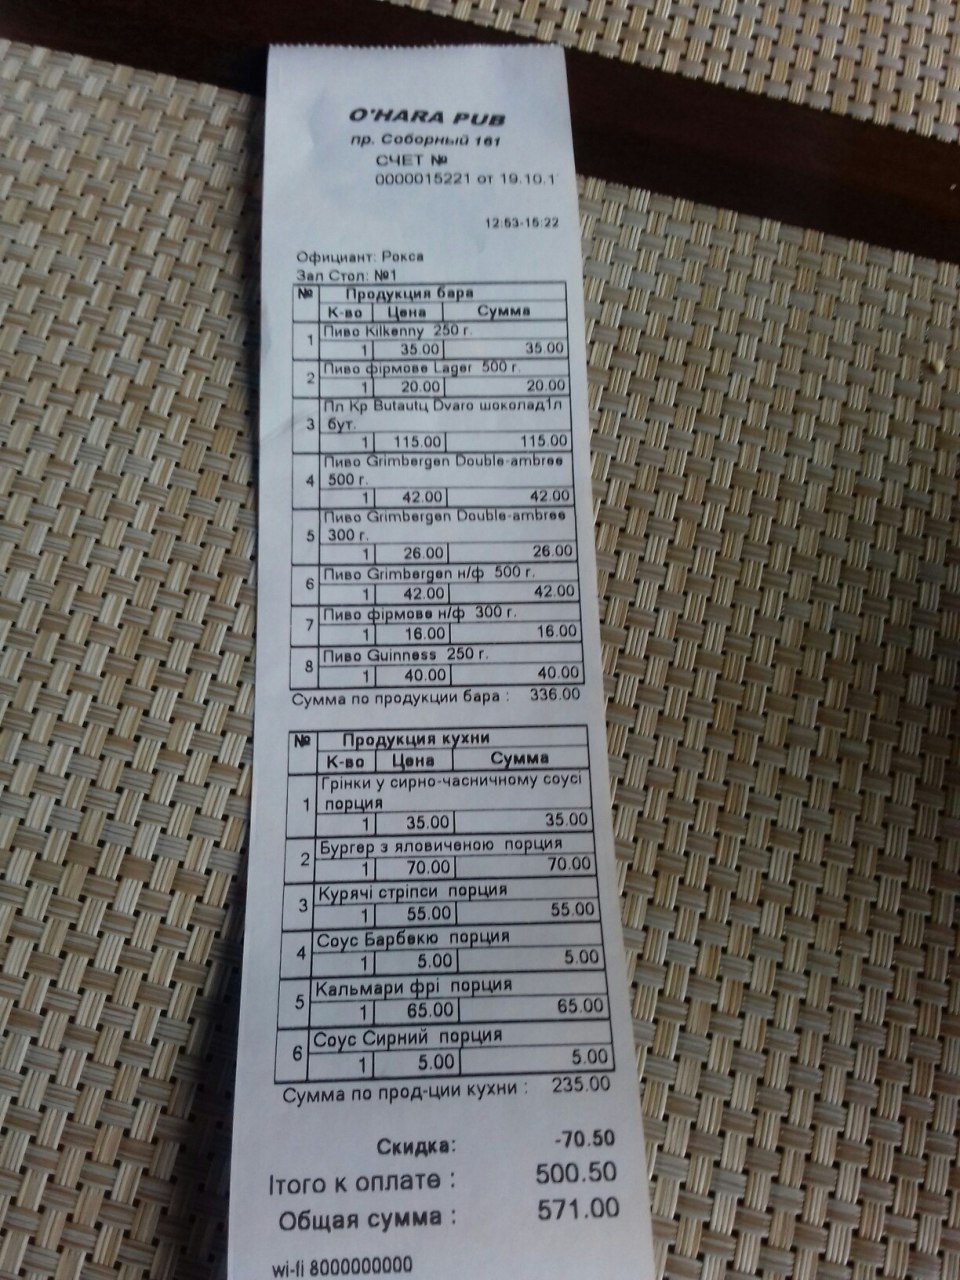 O'HARA PUB
пр. Соборный 161
СЧЕТ №
0000015221 от 19.10.1
12:53-15:22
Официант: Рокса
Зал Стол: №1
№ Продукция бара
К-во Цена Сумма
1 Пиво Kilkenny 250 г.
1 35.00 35.00
2 Пиво фірмове Lager 500 г.
1 20.00 20.00
3 Пл Кр Butautų Dvaro шоколад1л
бут.
1 115.00 115.00
4 Пиво Grimbergen Double-ambree
500 г.
1 42.00 42.00
5 Пиво Grimbergen Double-ambree
300 г.
1 26.00 26.00
6 Пиво Grimbergen н/ф 500 г.
1 42.00 42.00
7 Пиво фірмове н/ф 300 г.
1 16.00 16.00
8 Пиво Guinness 250 г.
1 40.00 40.00
Сумма по продукции бара : 336.00
№ Продукция кухни
К-во Цена Сумма
1 Грінки у сирно-часничному соусі
порция
1 35.00 35.00
2 Бургер з яловиченою порция
1 70.00 70.00
3 Курячі стріпси порция
1 55.00 55.00
4 Соус Барбекю порция
1 5.00 5.00
5 Кальмари фрі порция
1 65.00 65.00
6 Соус Сирний порция
1 5.00 5.00
Сумма по прод-ции кухни : 235.00
Скидка: -70.50
Ітого к оплате : 500.50
Общая сумма : 571.00
wi-fi 8000000000